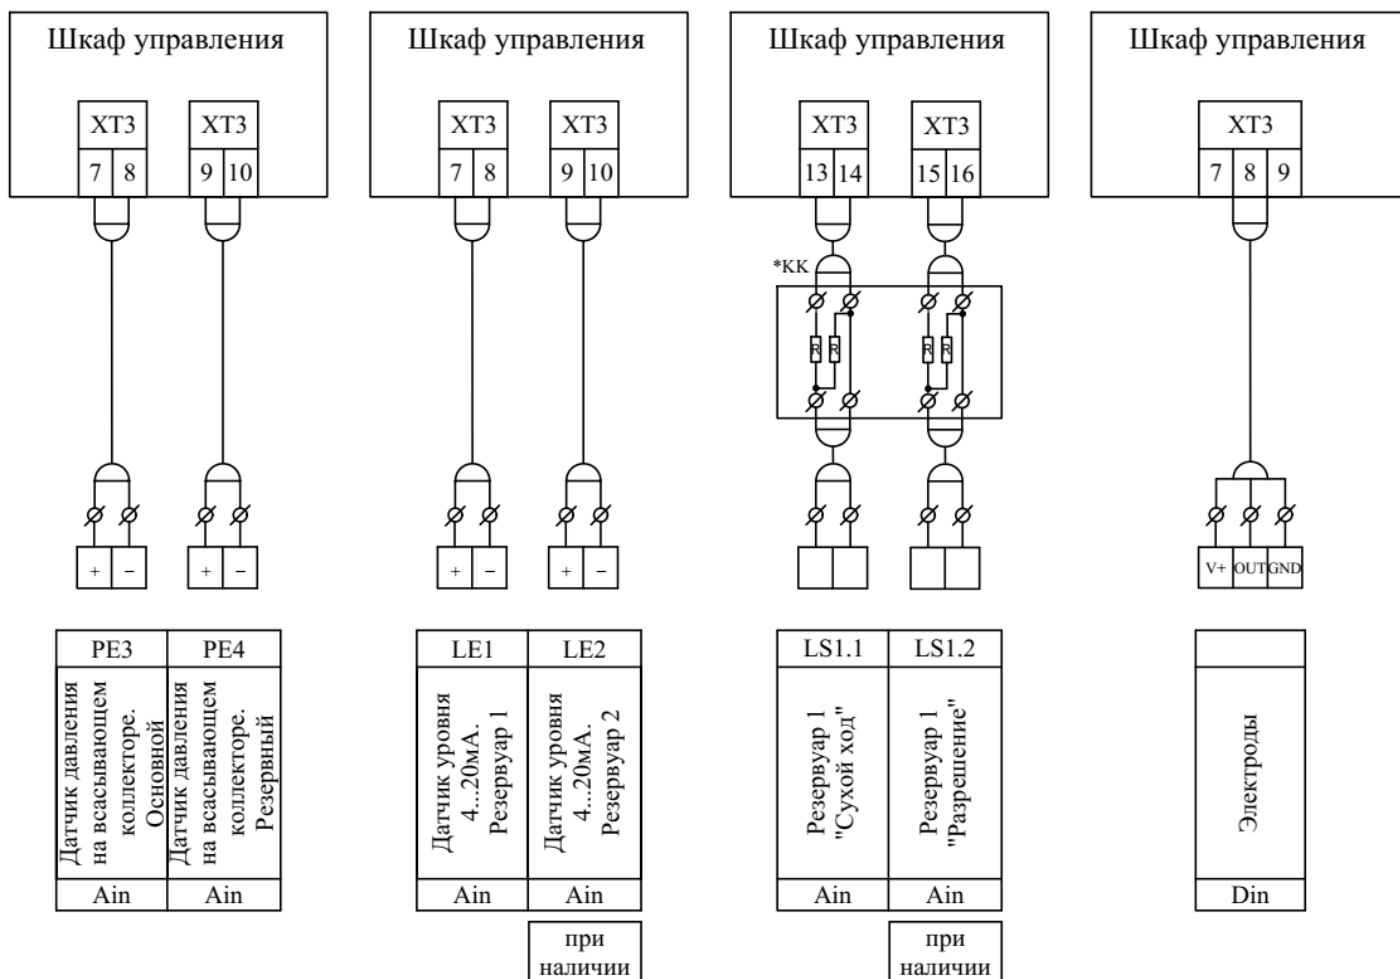 Шкаф управления
XT3
XT3
7 8
9 10
+ −
+ −
PE3
PE4
Датчик давления
на всасывающем
коллекторе.
Основной
Датчик давления
на всасывающем
коллекторе.
Резервный
Ain
Ain
Шкаф управления
XT3
XT3
7 8
9 10
+ −
+ −
LE1
LE2
Датчик уровня
4...20мА.
Резервуар 1
Датчик уровня
4...20мА.
Резервуар 2
Ain
Ain
при
наличии
Шкаф управления
XT3
XT3
13 14
15 16
*KK
R R
R R
LS1.1
LS1.2
Резервуар 1
"Сухой ход"
Резервуар 1
"Разрешение"
Ain
Ain
при
наличии
Шкаф управления
XT3
7 8 9
V+ OUT GND
Электроды
Din